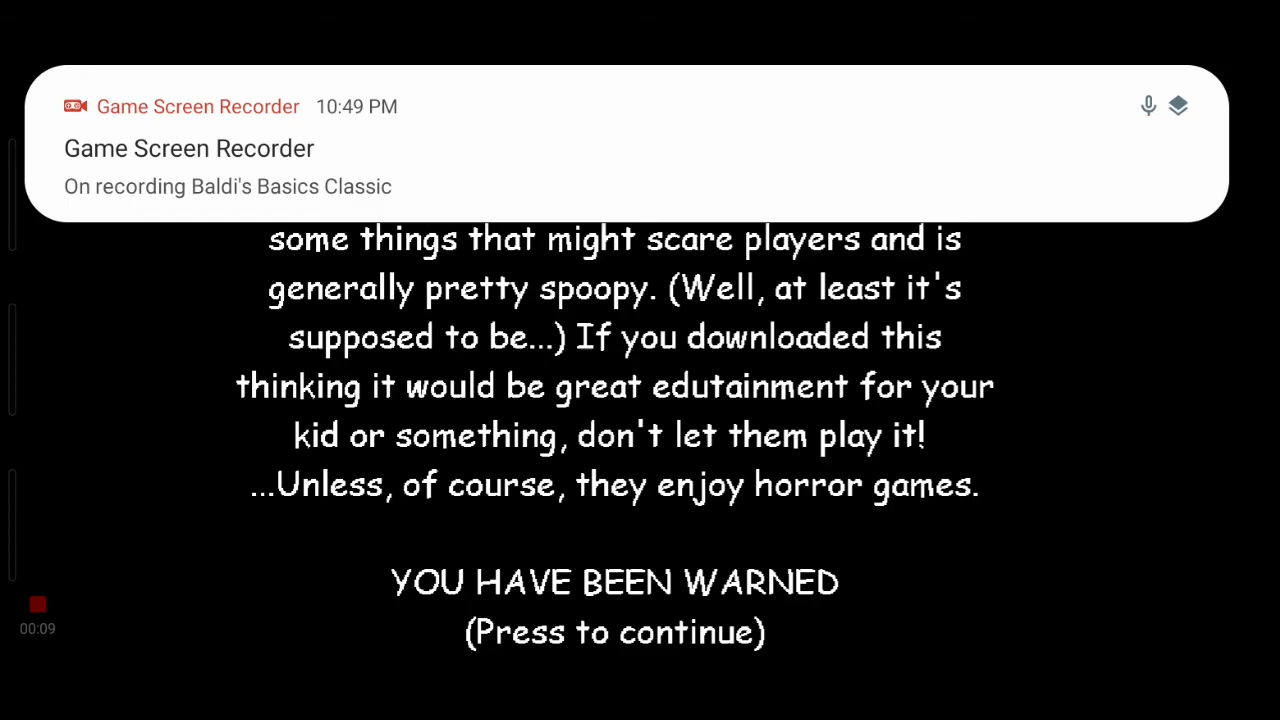 Game Screen Recorder 10:49 PM
Game Screen Recorder
On recording Baldi's Basics Classic
some things that might scare players and is
generally pretty spoopy. (Well, at least it's
supposed to be...) If you downloaded this
thinking it would be great edutainment for your
kid or something, don't let them play it!
...Unless, of course, they enjoy horror games.
YOU HAVE BEEN WARNED
(Press to continue)
00:09